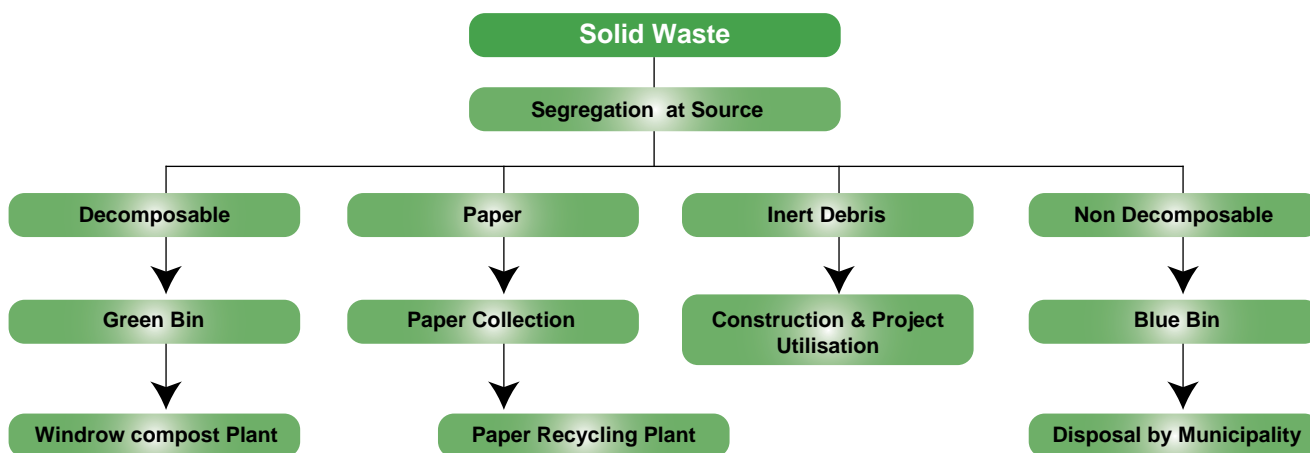 Solid Waste
Segregation at Source
Decomposable
Paper
Inert Debris
Non Decomposable
Green Bin
Paper Collection
Construction & Project
Utilisation
Blue Bin
Windrow compost Plant
Paper Recycling Plant
Disposal by Municipality